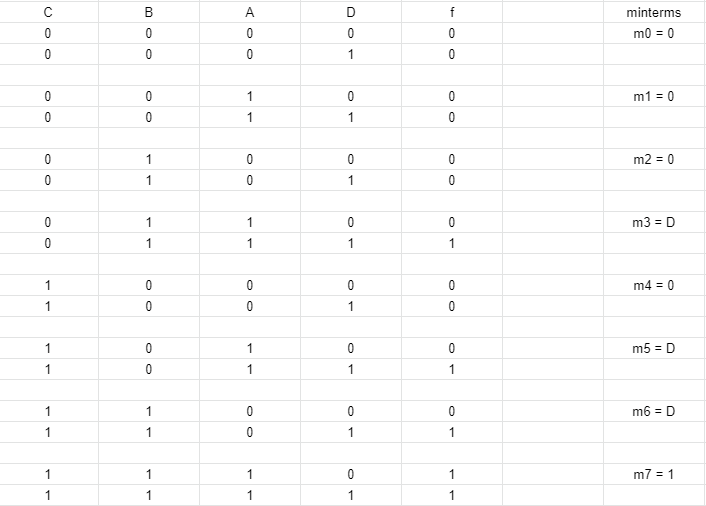 C B A D f minterms
0 0 0 0 0 m0 = 0
0 0 0 1 0
0 0 1 0 0 m1 = 0
0 0 1 1 0
0 1 0 0 0 m2 = 0
0 1 0 1 0
0 1 1 0 0 m3 = D
0 1 1 1 1
1 0 0 0 0 m4 = 0
1 0 0 1 0
1 0 1 0 0 m5 = D
1 0 1 1 1
1 1 0 0 0 m6 = D
1 1 0 1 1
1 1 1 0 1 m7 = 1
1 1 1 1 1